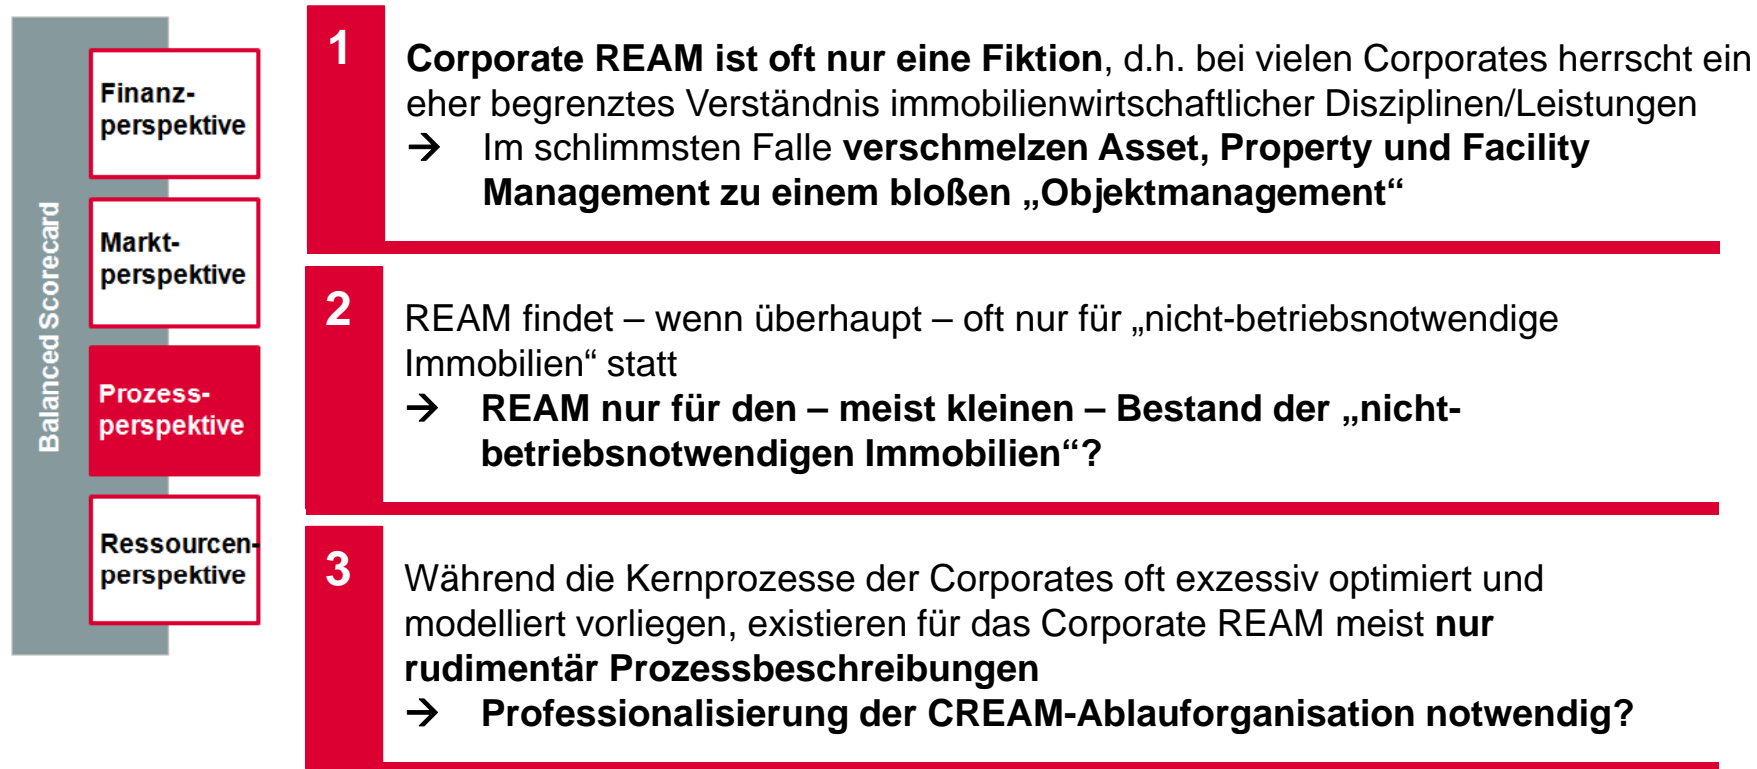 Balanced Scorecard
Finanz-
perspektive
Markt-
perspektive
Prozess-
perspektive
Ressourcen-
perspektive
1
Corporate REAM ist oft nur eine Fiktion, d.h. bei vielen Corporates herrscht ein
eher begrenztes Verständnis immobilienwirtschaftlicher Disziplinen/Leistungen
→ Im schlimmsten Falle verschmelzen Asset, Property und Facility
Management zu einem bloßen „Objektmanagement“
2
REAM findet – wenn überhaupt – oft nur für „nicht-betriebsnotwendige
Immobilien“ statt
→ REAM nur für den – meist kleinen – Bestand der „nicht-
betriebsnotwendigen Immobilien“?
3
Während die Kernprozesse der Corporates oft exzessiv optimiert und
modelliert vorliegen, existieren für das Corporate REAM meist nur
rudimentär Prozessbeschreibungen
→ Professionalisierung der CREAM-Ablauforganisation notwendig?